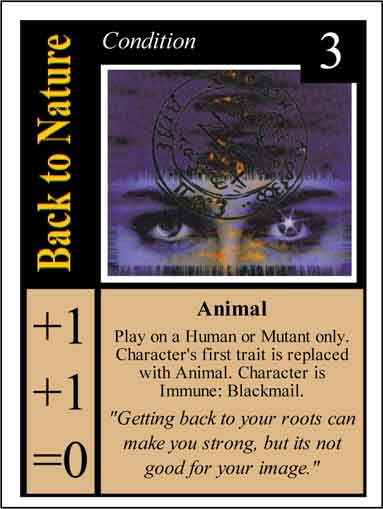 Back to Nature
Condition
3
+1
+1
=0
Animal
Play on a Human or Mutant only.
Character's first trait is replaced
with Animal. Character is
Immune: Blackmail.
"Getting back to your roots can
make you strong, but its not
good for your image."